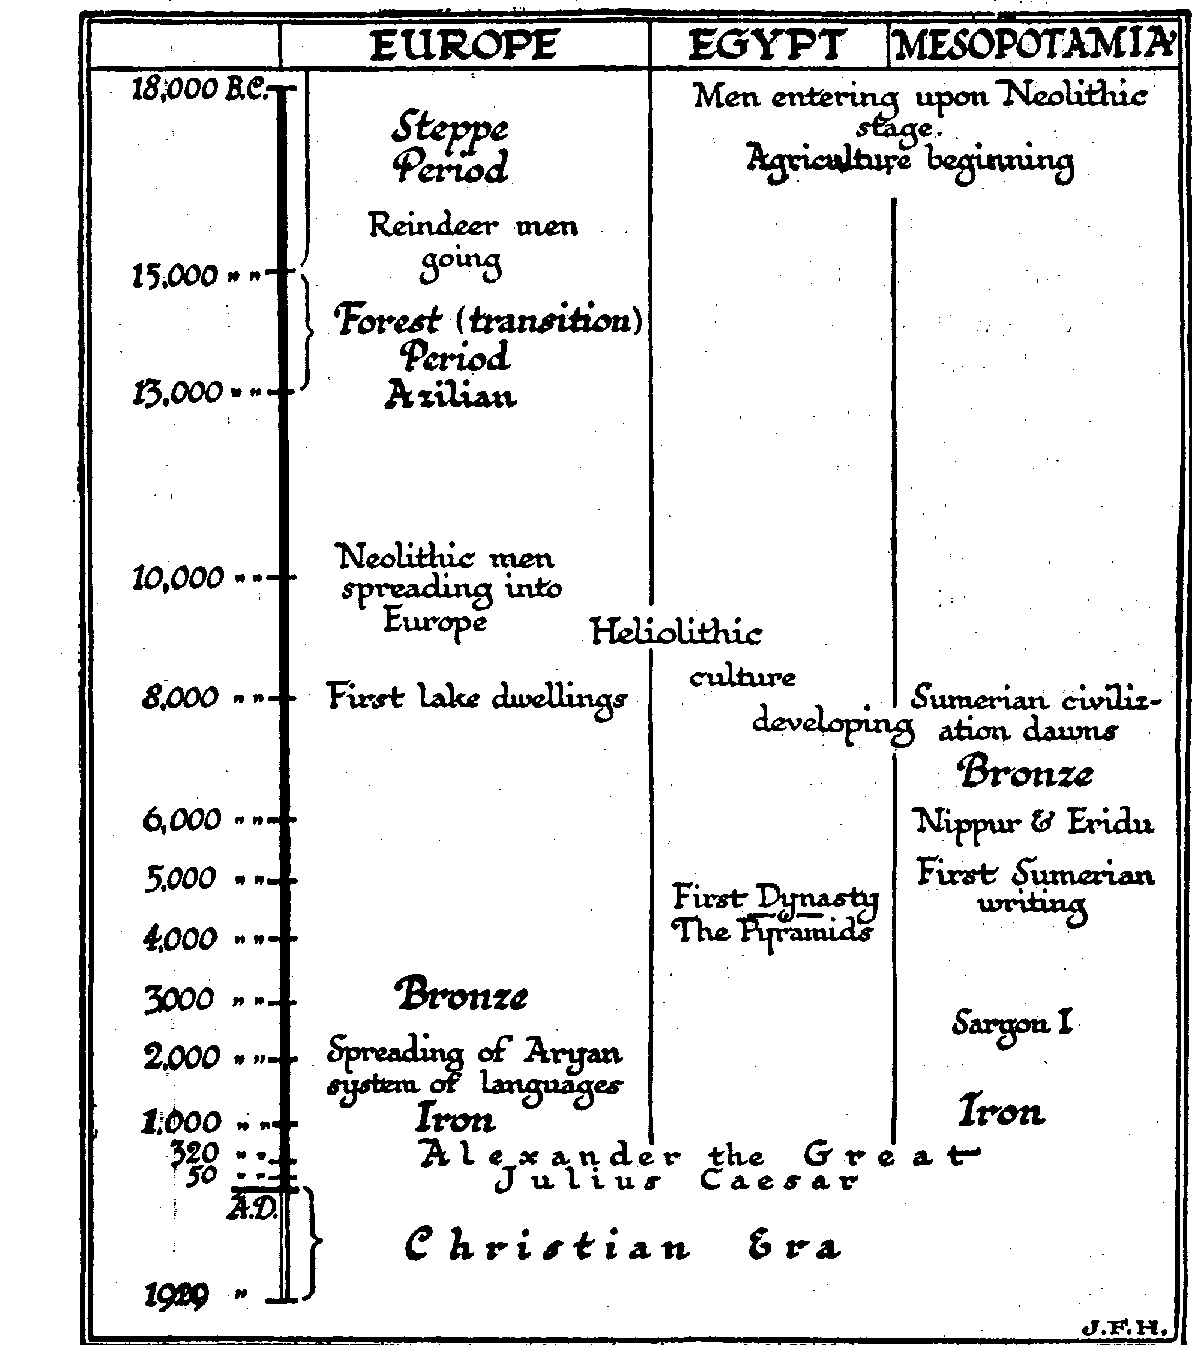 EUROPE EGYPT MESOPOTAMIA
18,000 B.C.
Men entering upon Neolithic
stage.
Agriculture beginning
Steppe
Period
Reindeer men
going
15,000 " "
Forest (transition)
Period
13,000 " " Azilian
10,000 " "
Neolithic men
spreading into
Europe
Heliolithic
culture
developing
8,000 " " First lake dwellings
Sumerian civiliz-
ation dawns
Bronze
6,000 " " Nippur & Eridu
5,000 " "
First Sumerian
writing
First Dynasty
The Pyramids
4,000 " "
3000 " " Bronze
Sargon I
2,000 " "
Spreading of Aryan
system of languages
1,000 " " Iron Iron
320 " " Alexander the Great
50 " " Julius Caesar
A.D.
Christian Era
"
J.F.H.